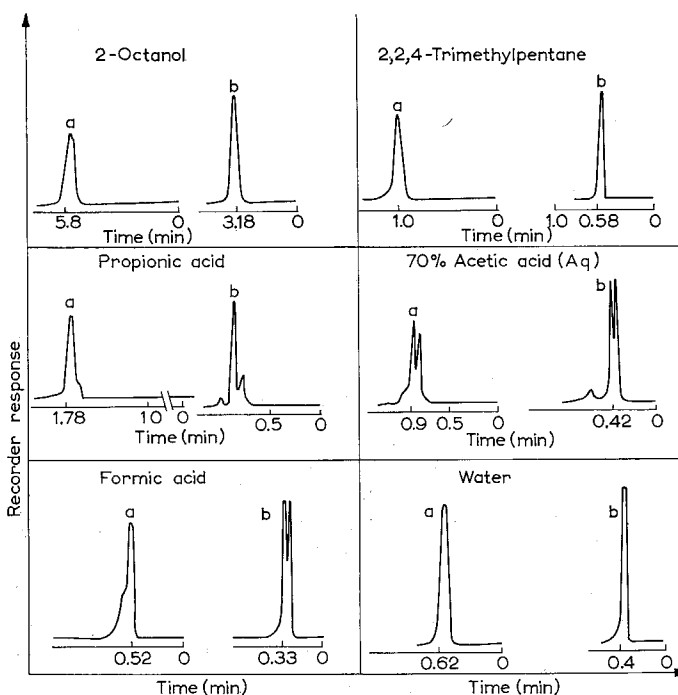 2-Octanol
a
b
5.8
0
3.18
0
Time (min)
2,2,4-Trimethylpentane
a
b
1.0
0
1.0
0.58
0
Time (min)
Propionic acid
a
b
1.78
10
0
0.5
0
Time (min)
70% Acetic acid (Aq)
a
b
0.9
0.5
0
0.42
0
Time (min)
Formic acid
a
b
0.52
0
0.33
0
Time (min)
Water
a
b
0.62
0
0.4
0
Time (min)
Recorder response